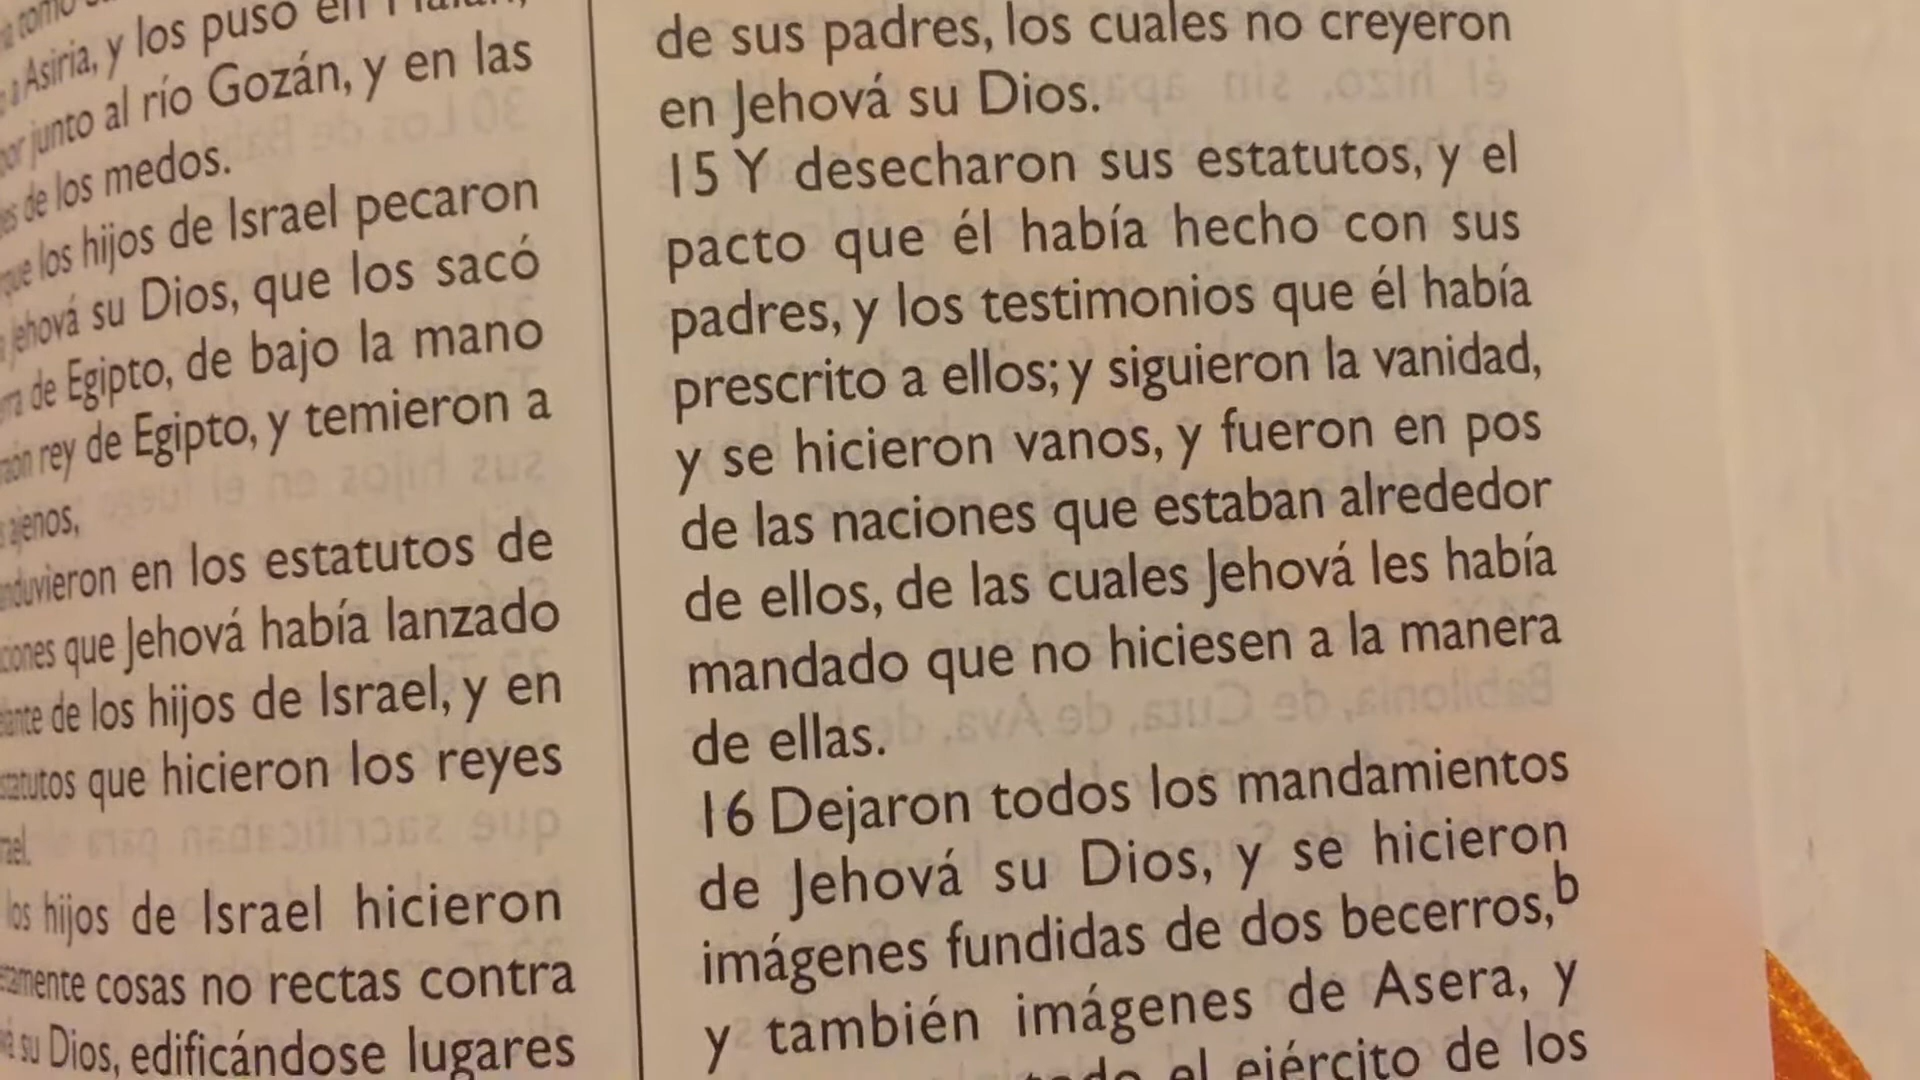 Asiria, y los puso en
junto al río Gozán, y en las
de los medos.
los hijos de Israel pecaron
Jehová su Dios, que los sacó
de Egipto, de bajo la mano
rey de Egipto, y temieron a
ajenos,
en los estatutos de
que Jehová había lanzado
de los hijos de Israel, y en
que hicieron los reyes
los hijos de Israel hicieron
cosas no rectas contra
su Dios, edificándose lugares
de sus padres, los cuales no creyeron
en Jehová su Dios.
15 Y desecharon sus estatutos, y el
pacto que él había hecho con sus
padres, y los testimonios que él había
prescrito a ellos; y siguieron la vanidad,
y se hicieron vanos, y fueron en pos
de las naciones que estaban alrededor
de ellos, de las cuales Jehová les había
mandado que no hiciesen a la manera
de ellas.
16 Dejaron todos los mandamientos
de Jehová su Dios, y se hicieron
imágenes fundidas de dos becerros,b
y también imágenes de Asera, y
el ejército de los